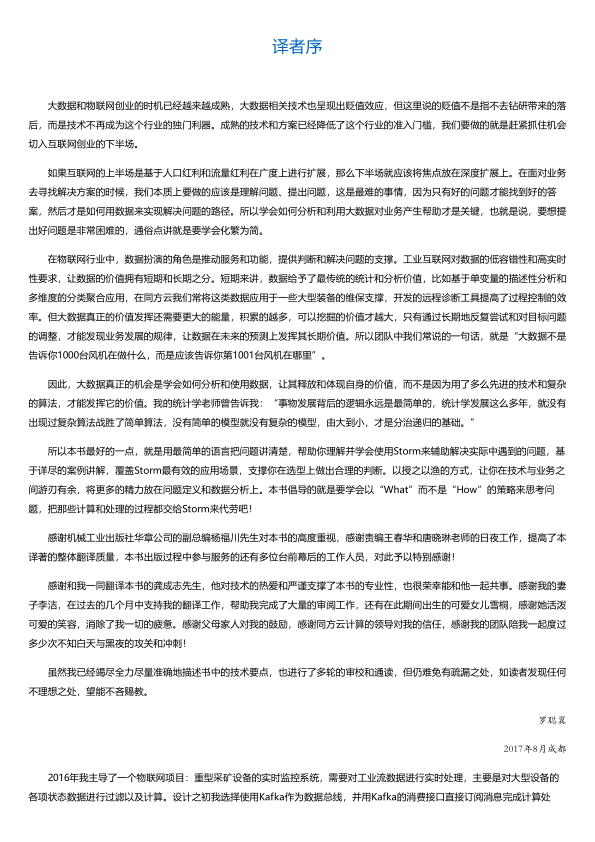 译者序
大数据和物联网创业的时机已经越来越成熟，大数据相关技术也呈现出贬值效应，但这里说的贬值不是指不去钻研带来的落
后，而是技术不再成为这个行业的独门利器。成熟的技术和方案已经降低了这个行业的准入门槛，我们要做的就是赶紧抓住机会
切入互联网创业的下半场。
如果互联网的上半场是基于人口红利和流量红利在广度上进行扩展，那么下半场就应该将焦点放在深度扩展上。在面对业务
去寻找解决方案的时候，我们本质上要做的应该是理解问题、提出问题，这是最难的事情，因为只有好的问题才能找到好的答
案，然后才是如何用数据来实现解决问题的路径。所以学会如何分析和利用大数据对业务产生帮助才是关键，也就是说，要想提
出好问题是非常困难的，通俗点讲就是要学会化繁为简。
在物联网行业中，数据扮演的角色是推动服务和功能，提供判断和解决问题的支撑。工业互联网对数据的低容错性和高实时
性要求，让数据的价值拥有短期和长期之分。短期来讲，数据给予了最传统的统计和分析价值，比如基于单变量的描述性分析和
多维度的分类聚合应用，在同方云我们常将这类数据应用于一些大型装备的维保支撑，开发的远程诊断工具提高了过程控制的效
率。但大数据真正的价值发挥还需要更大的能量，积累的越多，可以挖掘的价值才越大，只有通过长期地反复尝试和对目标问题
的调整，才能发现业务发展的规律，让数据在未来的预测上发挥其长期价值。所以团队中我们常说的一句话，就是“大数据不是
告诉你1000台风机在做什么，而是应该告诉你第1001台风机在哪里”。
因此，大数据真正的机会是学会如何分析和使用数据，让其释放和体现自身的价值，而不是因为用了多么先进的技术和复杂
的算法，才能发挥它的价值。我的统计学老师曾告诉我：“事物发展背后的逻辑永远是最简单的，统计学发展这么多年，就没有
出现过复杂算法战胜了简单算法，没有简单的模型就没有复杂的模型，由大到小，才是分治递归的基础。”
所以本书最好的一点，就是用最简单的语言把问题讲清楚，帮助你理解并学会使用Storm来辅助解决实际中遇到的问题，基
于详尽的案例讲解，覆盖Storm最有效的应用场景，支撑你在选型上做出合理的判断。以授之以渔的方式，让你在技术与业务之
间游刃有余，将更多的精力放在问题定义和数据分析上。本书倡导的就是要学会以“What”而不是“How”的策略来思考问
题，把那些计算和处理的过程都交给Storm来代劳吧！
感谢机械工业出版社华章公司的副总编杨福川先生对本书的高度重视，感谢责编王春华和唐晓琳老师的日夜工作，提高了本
译著的整体翻译质量，本书出版过程中参与服务的还有多位台前幕后的工作人员，对此予以特别感谢！
感谢和我一同翻译本书的龚成志先生，他对技术的热爱和严谨支撑了本书的专业性，也很荣幸能和他一起共事。感谢我的妻
子李洁，在过去的几个月中支持我的翻译工作，帮助我完成了大量的审阅工作，还有在此期间出生的可爱女儿雪桐，感谢她活泼
可爱的笑容，消除了我一切的疲惫。感谢父母家人对我的鼓励，感谢同方云计算的领导对我的信任，感谢我的团队陪我一起度过
多少次不知白天与黑夜的攻关和冲刺！
虽然我已经竭尽全力尽量准确地描述书中的技术要点，也进行了多轮的审校和通读，但仍难免有疏漏之处，如读者发现任何
不理想之处，望能不吝赐教。
罗聪翼
2017年8月成都
2016年我主导了一个物联网项目：重型采矿设备的实时监控系统，需要对工业流数据进行实时处理，主要是对大型设备的
各项状态数据进行过滤以及计算。设计之初我选择使用Kafka作为数据总线，并用Kafka的消费接口直接订阅消息完成计算处